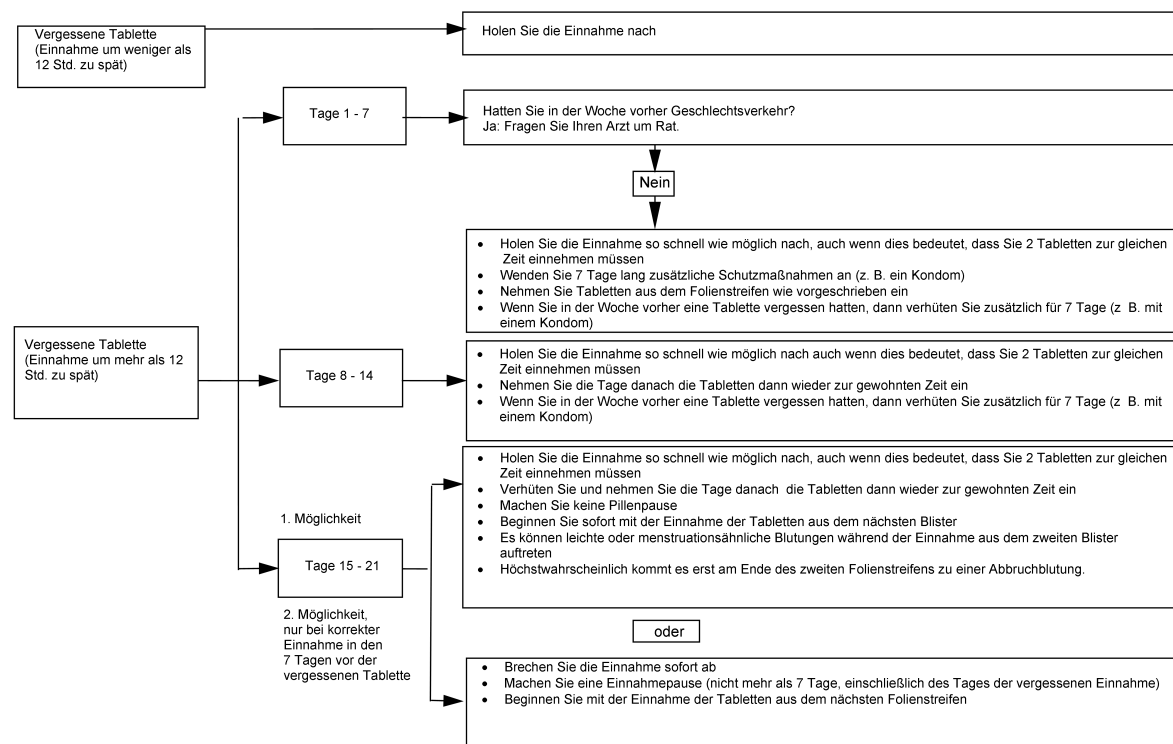 Vergessene Tablette
(Einnahme um weniger als
12 Std. zu spät)
Holen Sie die Einnahme nach
Tage 1 - 7
Hatten Sie in der Woche vorher Geschlechtsverkehr?
Ja: Fragen Sie Ihren Arzt um Rat.
Nein
• Holen Sie die Einnahme so schnell wie möglich nach, auch wenn dies bedeutet, dass Sie 2 Tabletten zur gleichen
Zeit einnehmen müssen
• Wenden Sie 7 Tage lang zusätzliche Schutzmaßnahmen an (z. B. ein Kondom)
• Nehmen Sie Tabletten aus dem Folienstreifen wie vorgeschrieben ein
• Wenn Sie in der Woche vorher eine Tablette vergessen hatten, dann verhüten Sie zusätzlich für 7 Tage (z B. mit
einem Kondom)
Vergessene Tablette
(Einnahme um mehr als 12
Std. zu spät)
Tage 8 - 14
• Holen Sie die Einnahme so schnell wie möglich nach auch wenn dies bedeutet, dass Sie 2 Tabletten zur gleichen
Zeit einnehmen müssen
• Nehmen Sie die Tage danach die Tabletten dann wieder zur gewohnten Zeit ein
• Wenn Sie in der Woche vorher eine Tablette vergessen hatten, dann verhüten Sie zusätzlich für 7 Tage (z B. mit
einem Kondom)
1. Möglichkeit
Tage 15 - 21
2. Möglichkeit,
nur bei korrekter
Einnahme in den
7 Tagen vor der
vergessenen Tablette
• Holen Sie die Einnahme so schnell wie möglich nach, auch wenn dies bedeutet, dass Sie 2 Tabletten zur gleichen
Zeit einnehmen müssen
• Verhüten Sie und nehmen Sie die Tage danach die Tabletten dann wieder zur gewohnten Zeit ein
• Machen Sie keine Pillenpause
• Beginnen Sie sofort mit der Einnahme der Tabletten aus dem nächsten Blister
• Es können leichte oder menstruationsähnliche Blutungen während der Einnahme aus dem zweiten Blister
auftreten
• Höchstwahrscheinlich kommt es erst am Ende des zweiten Folienstreifens zu einer Abbruchblutung.
oder
• Brechen Sie die Einnahme sofort ab
• Machen Sie eine Einnahmepause (nicht mehr als 7 Tage, einschließlich des Tages der vergessenen Einnahme)
• Beginnen Sie mit der Einnahme der Tabletten aus dem nächsten Folienstreifen